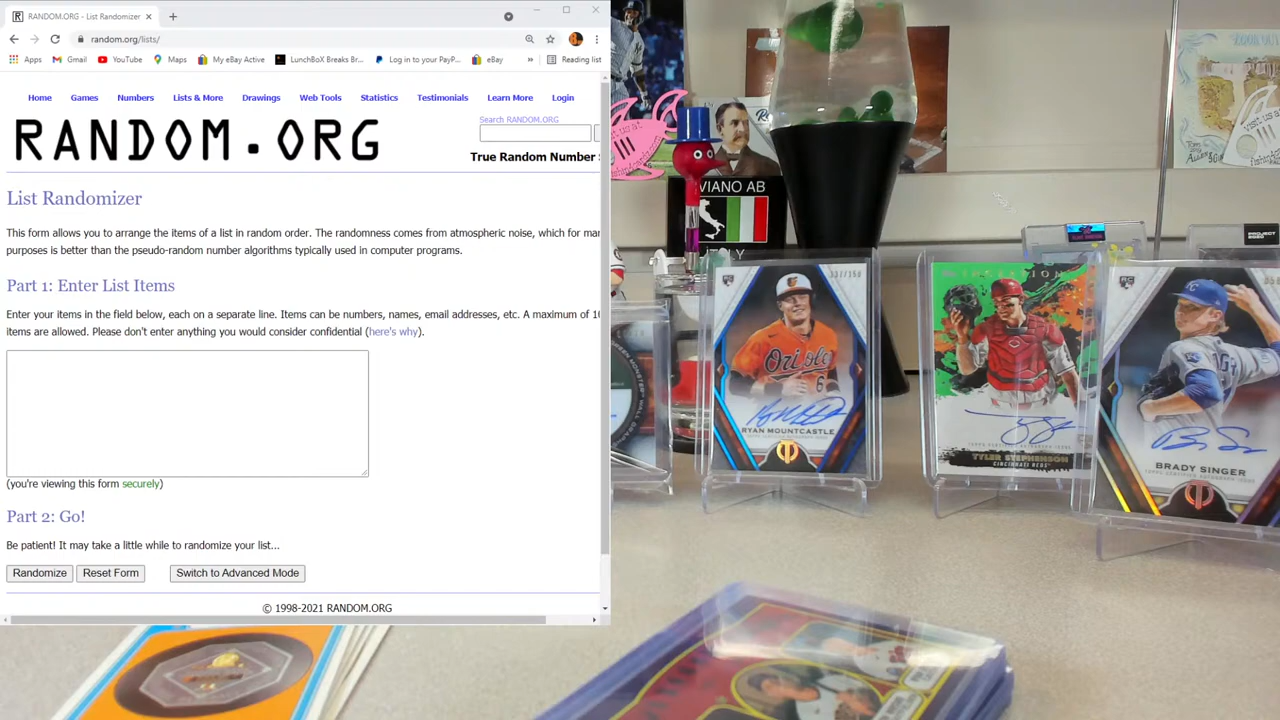 RANDOM.ORG - List Randomizer
random.org/lists/
Apps Gmail YouTube Maps My eBay Active LunchBoX Breaks Br... Log in to your PayP... eBay » Reading list
Home Games Numbers Lists & More Drawings Web Tools Statistics Testimonials Learn More Login
RANDOM.ORG
Search RANDOM.ORG
True Random Number
List Randomizer
This form allows you to arrange the items of a list in random order. The randomness comes from atmospheric noise, which for
purposes is better than the pseudo-random number algorithms typically used in computer programs.
Part 1: Enter List Items
Enter your items in the field below, each on a separate line. Items can be numbers, names, email addresses, etc. A maximum of
items are allowed. Please don't enter anything you would consider confidential (here's why).
(you're viewing this form securely)
Part 2: Go!
Be patient! It may take a little while to randomize your list...
Randomize Reset Form Switch to Advanced Mode
© 1998-2021 RANDOM.ORG
VIANO AB
ITALY
Orioles
6
RYAN MOUNTCASTLE
INCEPTION
TYLER STEPHENSON
CINCINNATI REDS
BRADY SINGER
TOPPS CERTIFIED AUTOGRAPH ISSUE
PROJECT